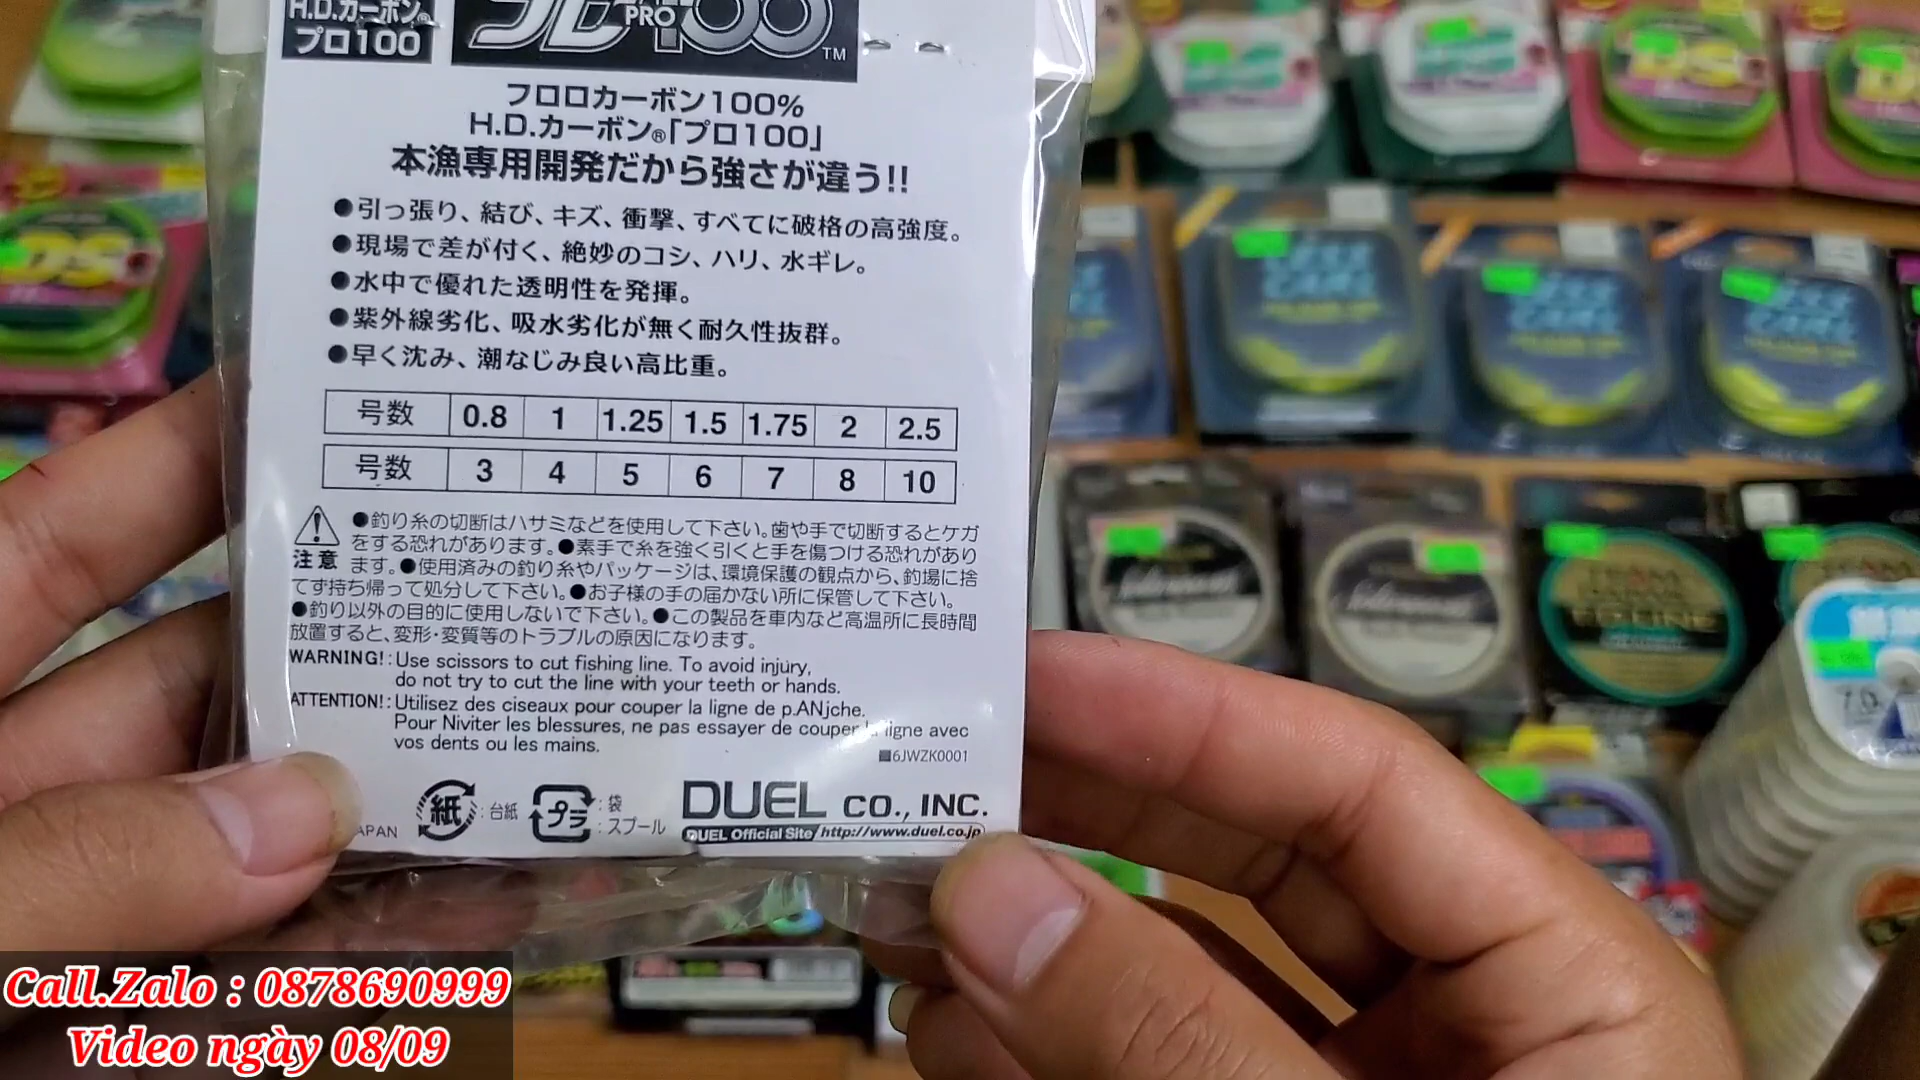 H.D.カーボン®
プロ100
PRO
TM
フロロカーボン100%
H.D.カーボン®「プロ100」
本漁専用開発だから強さが違う!!
●引っ張り、結び、キズ、衝撃、すべてに破格の高強度。
●現場で差が付く、絶妙のコシ、ハリ、水ギレ。
●水中で優れた透明性を発揮。
●紫外線劣化、吸水劣化が無く耐久性抜群。
●早く沈み、潮なじみ良い高比重。
号数 0.8 1 1.25 1.5 1.75 2 2.5
号数 3 4 5 6 7 8 10
注意
●釣り糸の切断はハサミなどを使用して下さい。歯や手で切断するとケガ
をする恐れがあります。●素手で糸を強く引くと手を傷つける恐れがあり
ます。●使用済みの釣り糸やパッケージは、環境保護の観点から、釣場に捨
てず持ち帰って処分して下さい。●お子様の手の届かない所に保管して下さい。
●釣り以外の目的に使用しないで下さい。●この製品を車内など高温所に長時間
放置すると、変形・変質等のトラブルの原因になります。
WARNING!: Use scissors to cut fishing line. To avoid injury,
do not try to cut the line with your teeth or hands.
ATTENTION!: Utilisez des ciseaux pour couper la ligne de p.ANjche.
Pour Niviter les blessures, ne pas essayer de couper la ligne avec
vos dents ou les mains.
■6JWZK0001
紙 :台紙
プラ :袋
:スプール
DUEL CO., INC.
DUEL Official Site/http://www.duel.co.jp
APAN
DS
Call.Zalo : 0878690999
Video ngày 08/09